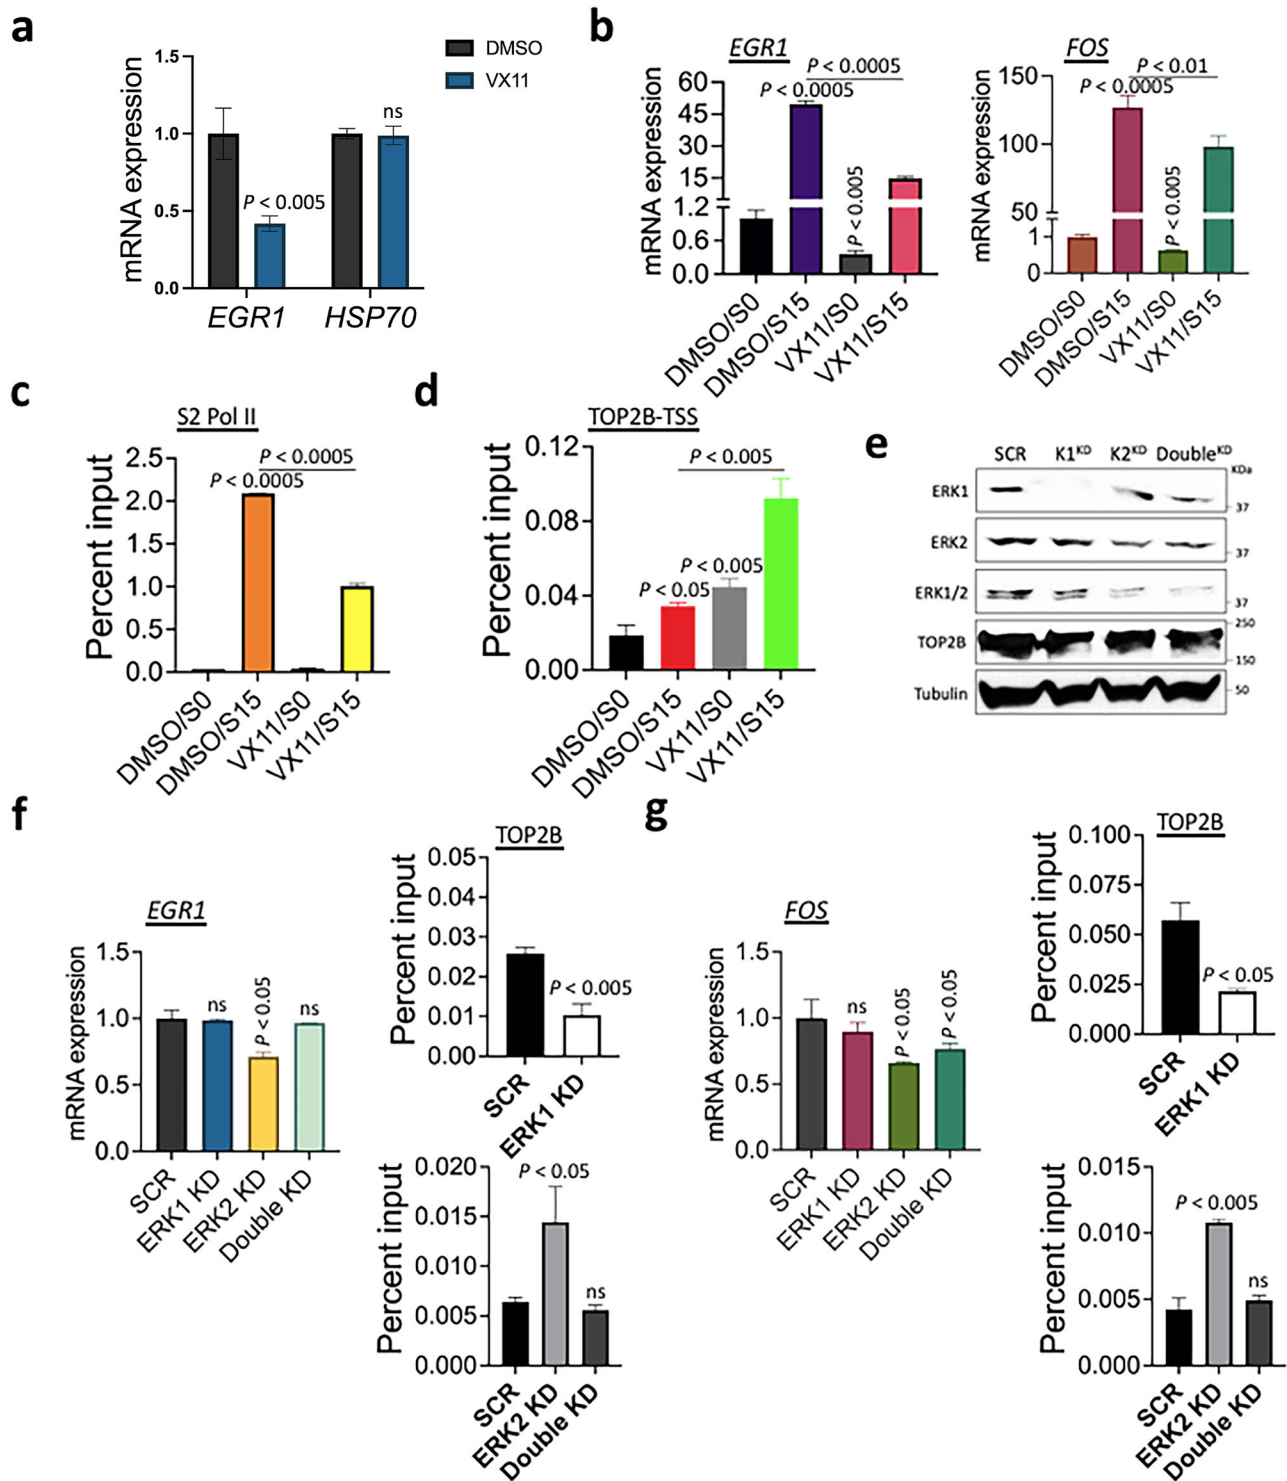 a
DMSO
VX11
mRNA expression
1.5
1.0
0.5
0.0
P < 0.005
ns
EGR1
HSP70
b
EGR1
mRNA expression
60
45
30
15
1.2
0.6
0.0
P < 0.0005
P < 0.0005
P < 0.005
DMSO/S0
DMSO/S15
VX11/S0
VX11/S15
FOS
mRNA expression
150
100
50
1
0
P < 0.01
P < 0.0005
P < 0.005
DMSO/S0
DMSO/S15
VX11/S0
VX11/S15
c
S2 Pol II
Percent input
2.5
2.0
1.5
1.0
0.5
0.0
P < 0.0005
P < 0.0005
DMSO/S0
DMSO/S15
VX11/S0
VX11/S15
d
TOP2B-TSS
Percent input
0.12
0.08
0.04
0.00
P < 0.005
P < 0.005
P < 0.05
DMSO/S0
DMSO/S15
VX11/S0
VX11/S15
e
SCR K1KD K2KD DoubleKD
KDa
ERK1
37
ERK2
37
ERK1/2
37
TOP2B
250
150
Tubulin
50
f
EGR1
mRNA expression
1.5
1.0
0.5
0.0
ns
P < 0.05
ns
SCR
ERK1 KD
ERK2 KD
Double KD
TOP2B
Percent input
0.05
0.04
0.03
0.02
0.01
0.00
P < 0.005
SCR
ERK1 KD
Percent input
0.020
0.015
0.010
0.005
0.000
P < 0.05
ns
SCR
ERK2 KD
Double KD
g
FOS
mRNA expression
1.5
1.0
0.5
0.0
ns
P < 0.05
P < 0.05
SCR
ERK1 KD
ERK2 KD
Double KD
TOP2B
Percent input
0.100
0.075
0.050
0.025
0.000
P < 0.05
SCR
ERK1 KD
Percent input
0.015
0.010
0.005
0.000
P < 0.005
ns
SCR
ERK2 KD
Double KD